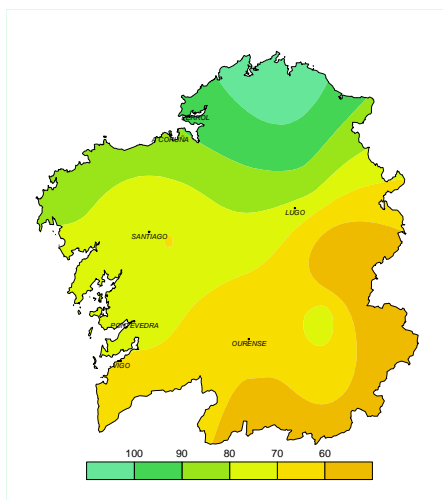 FERROL
A CORUÑA
LUGO
SANTIAGO
PONTEVEDRA
OURENSE
VIGO
100 90 80 70 60